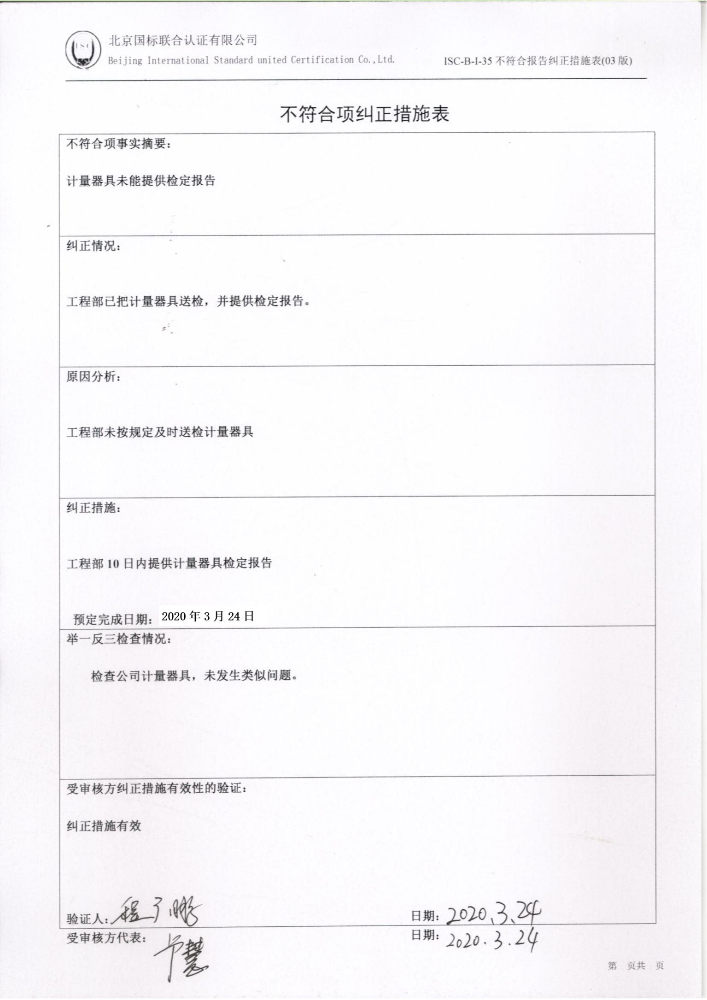 北京国标联合认证有限公司
Beijing International Standard united Certification Co.,Ltd.
ISC-B-I-35 不符合报告纠正措施表(03 版)
不符合项纠正措施表
不符合项事实摘要：
计量器具未能提供检定报告
纠正情况：
工程部已把计量器具送检，并提供检定报告。
原因分析：
工程部未按规定及时送检计量器具
纠正措施：
工程部 10 日内提供计量器具检定报告
预定完成日期： 2020 年 3 月 24 日
举一反三检查情况：
检查公司计量器具，未发生类似问题。
受审核方纠正措施有效性的验证：
纠正措施有效
验证人： 日期：2020.3.24
受审核方代表： 日期：2020.3.24
第 页共 页